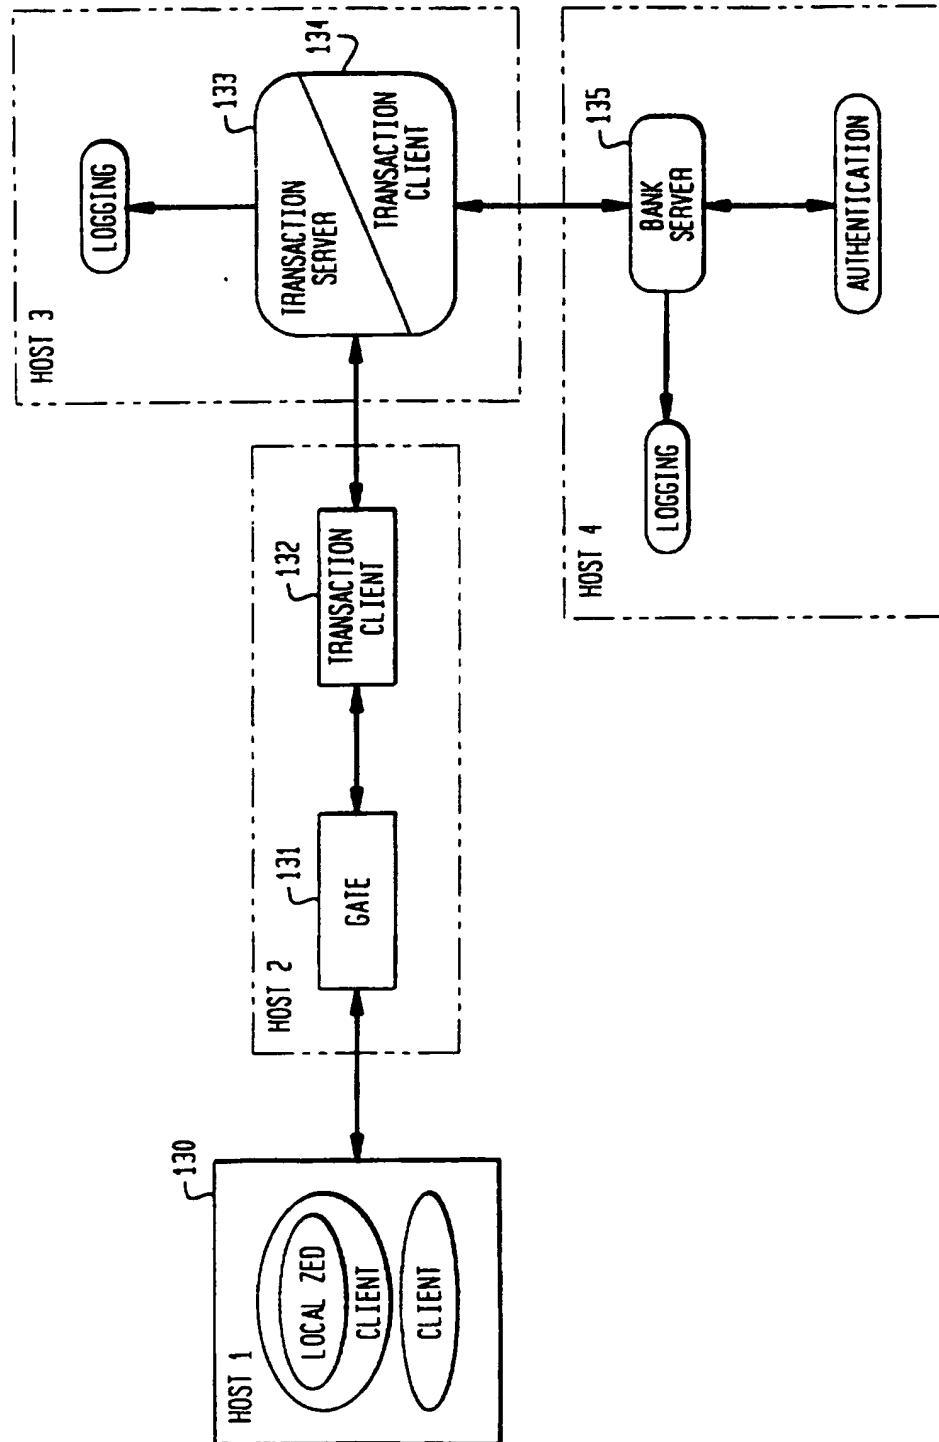 HOST 1
130
LOCAL ZED
CLIENT
CLIENT
HOST 2
131
GATE
132
TRANSACTION
CLIENT
HOST 3
LOGGING
133
TRANSACTION
SERVER
134
TRANSACTION
CLIENT
HOST 4
LOGGING
135
BANK
SERVER
AUTHENTICATION